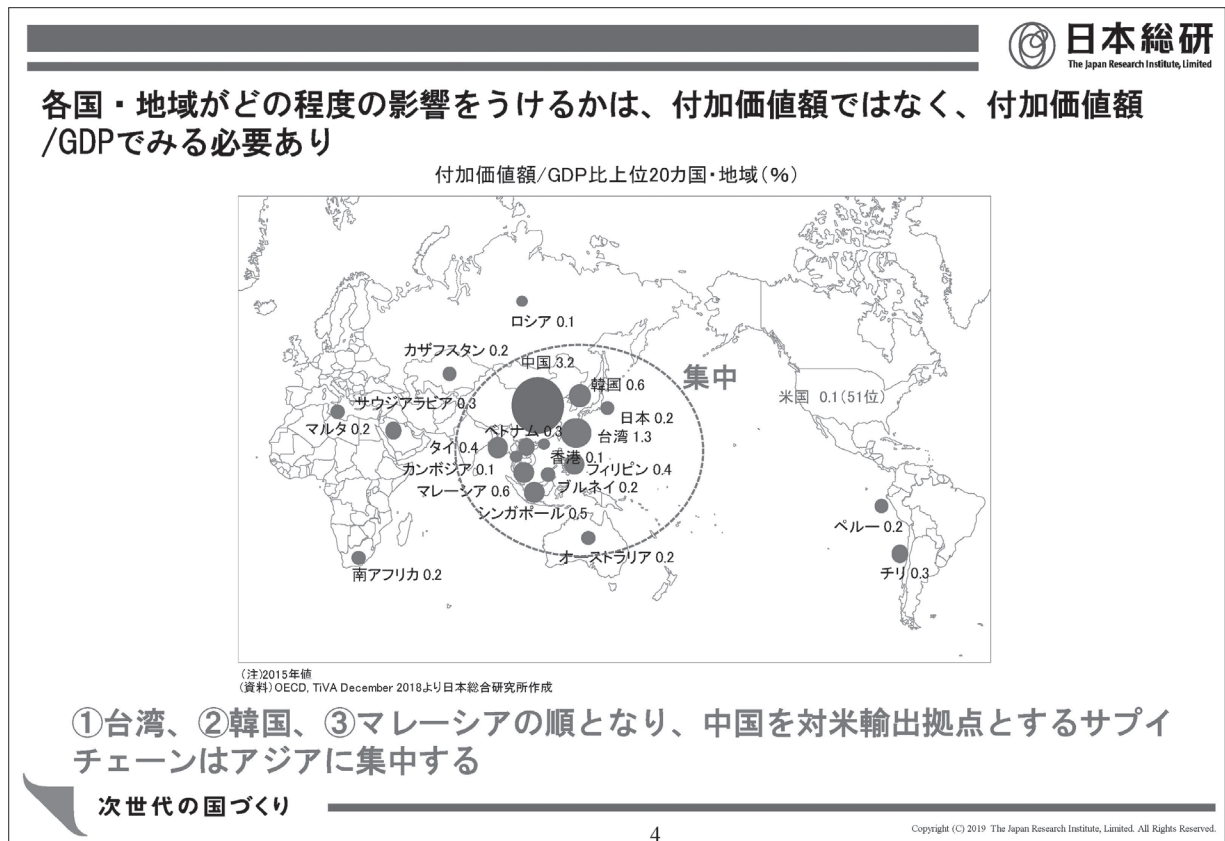 日本総研
The Japan Research Institute, Limited
各国・地域がどの程度の影響をうけるかは、付加価値額ではなく、付加価値額
/GDPでみる必要あり
付加価値額/GDP比上位20カ国・地域(%)
ロシア 0.1
カザフスタン 0.2
中国 3.2
集中
韓国 0.6
米国 0.1(51位)
サウジアラビア 0.3
日本 0.2
マルタ 0.2
ベトナム 0.3
台湾 1.3
タイ 0.4
香港 0.1
カンボジア 0.1
フィリピン 0.4
マレーシア 0.6
ブルネイ 0.2
シンガポール 0.5
ペルー 0.2
オーストラリア 0.2
南アフリカ 0.2
チリ 0.3
(注)2015年値
(資料)OECD, TiVA December 2018より日本総合研究所作成
①台湾、②韓国、③マレーシアの順となり、中国を対米輸出拠点とするサプイ
チェーンはアジアに集中する
次世代の国づくり
4
Copyright (C) 2019 The Japan Research Institute, Limited. All Rights Reserved.